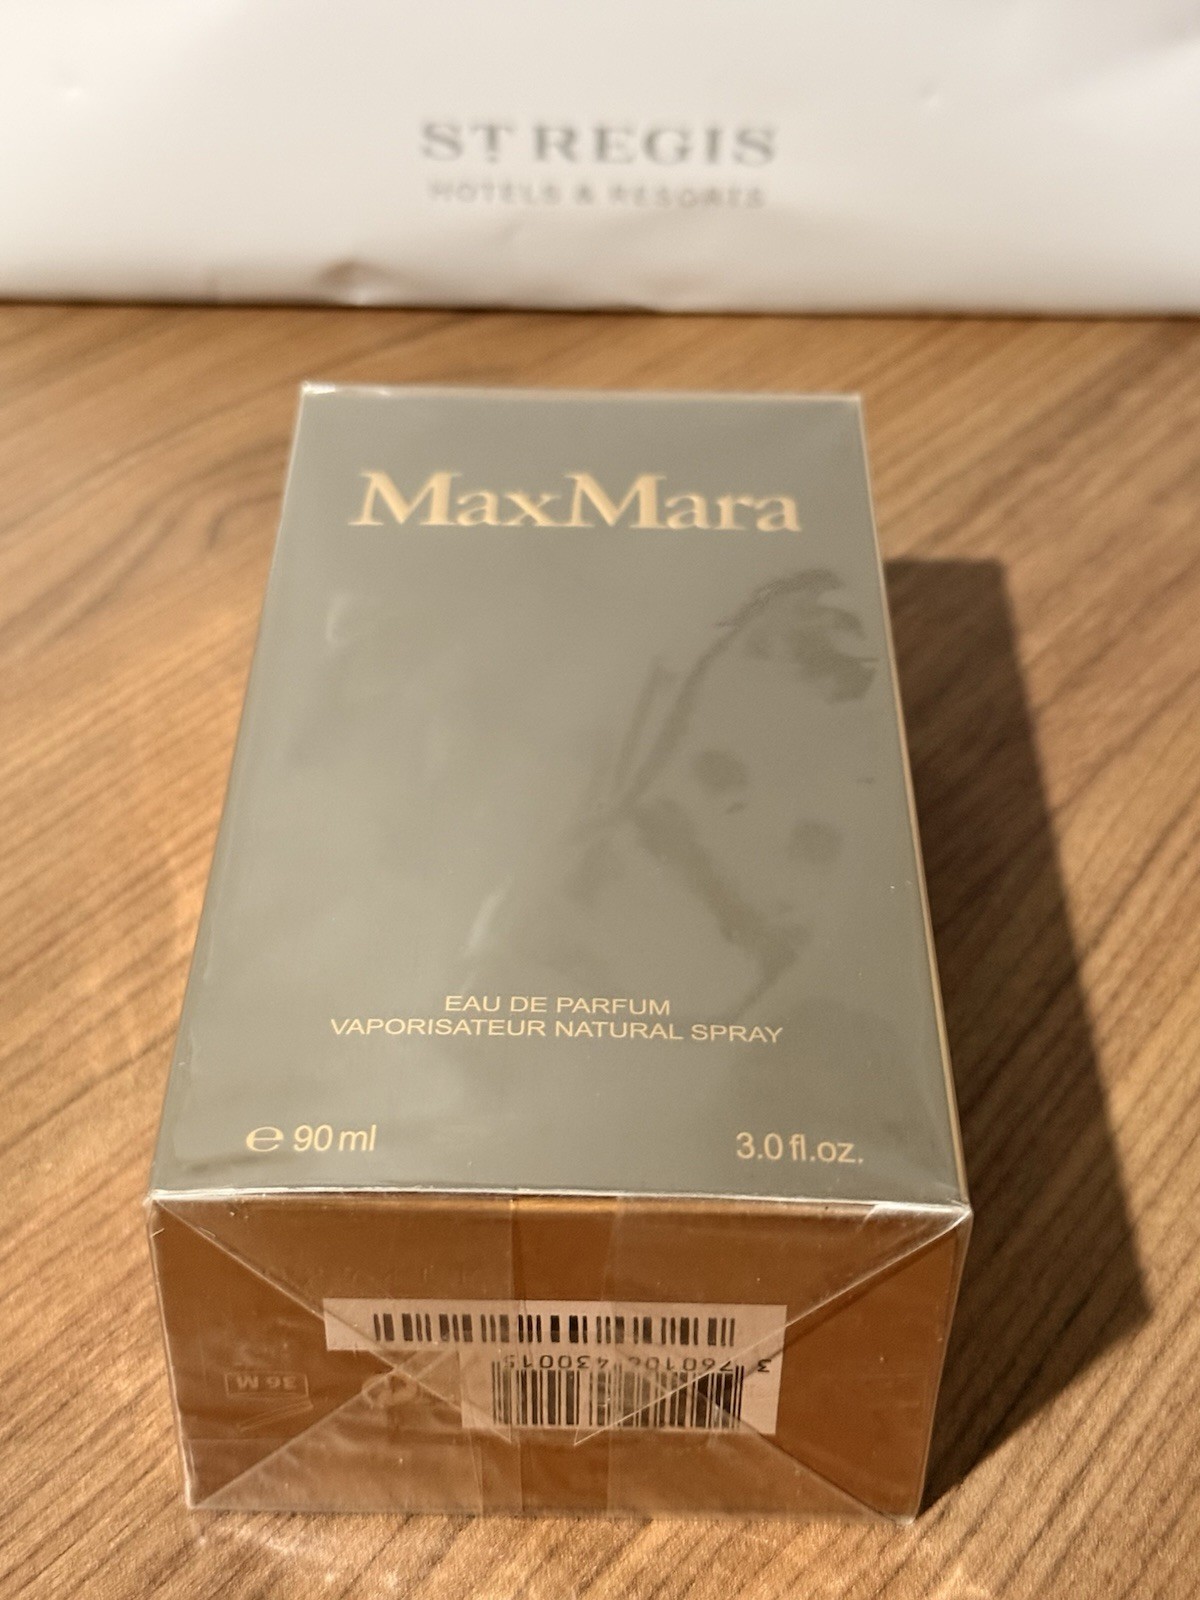 ST REGIS
HOTELS & RESORTS
MaxMara
EAU DE PARFUM
VAPORISATEUR NATURAL SPRAY
℮ 90 ml
3.0 fl.oz.
36 M